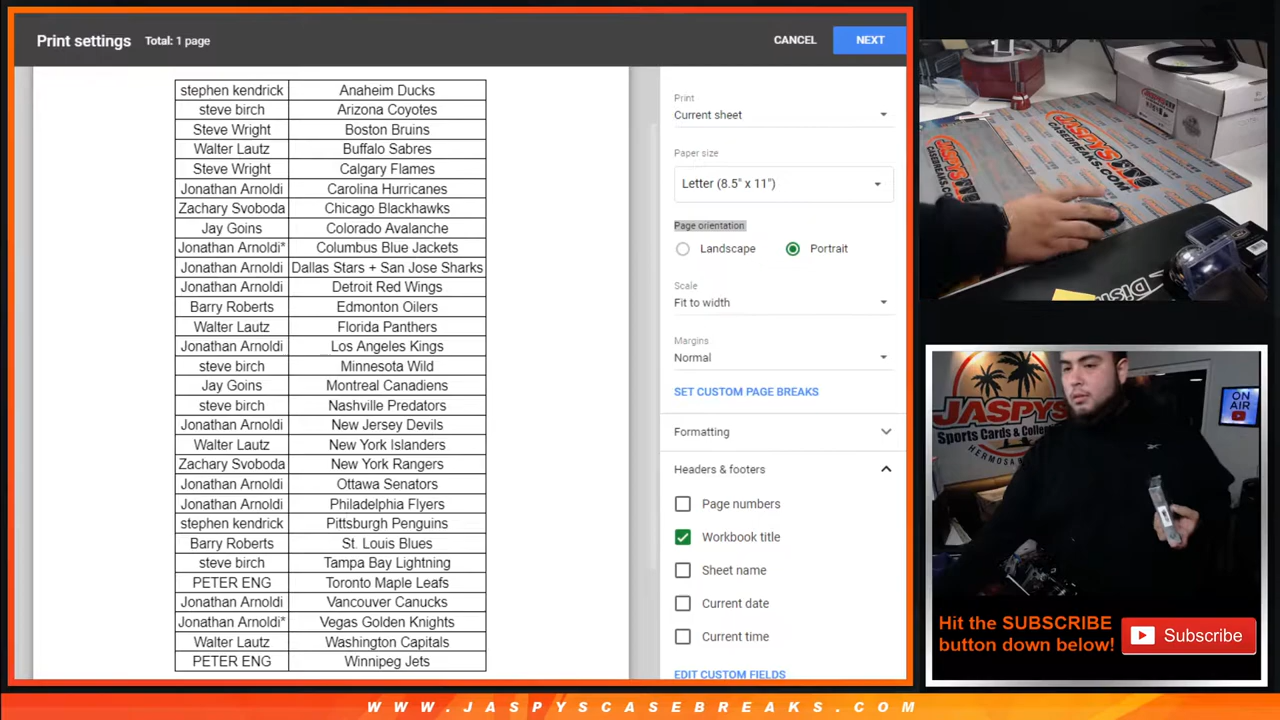 Print settings Total: 1 page CANCEL NEXT
stephen kendrick Anaheim Ducks
steve birch Arizona Coyotes
Steve Wright Boston Bruins
Walter Lautz Buffalo Sabres
Steve Wright Calgary Flames
Jonathan Arnoldi Carolina Hurricanes
Zachary Svoboda Chicago Blackhawks
Jay Goins Colorado Avalanche
Jonathan Arnoldi* Columbus Blue Jackets
Jonathan Arnoldi Dallas Stars + San Jose Sharks
Jonathan Arnoldi Detroit Red Wings
Barry Roberts Edmonton Oilers
Walter Lautz Florida Panthers
Jonathan Arnoldi Los Angeles Kings
steve birch Minnesota Wild
Jay Goins Montreal Canadiens
steve birch Nashville Predators
Jonathan Arnoldi New Jersey Devils
Walter Lautz New York Islanders
Zachary Svoboda New York Rangers
Jonathan Arnoldi Ottawa Senators
Jonathan Arnoldi Philadelphia Flyers
stephen kendrick Pittsburgh Penguins
Barry Roberts St. Louis Blues
steve birch Tampa Bay Lightning
PETER ENG Toronto Maple Leafs
Jonathan Arnoldi Vancouver Canucks
Jonathan Arnoldi* Vegas Golden Knights
Walter Lautz Washington Capitals
PETER ENG Winnipeg Jets
Print
Current sheet
Paper size
Letter (8.5" x 11")
Page orientation
Landscape Portrait
Scale
Fit to width
Margins
Normal
SET CUSTOM PAGE BREAKS
Formatting
Headers & footers
Page numbers
Workbook title
Sheet name
Current date
Current time
EDIT CUSTOM FIELDS
JASPYS
CASEBREAKS.COM
JASPYS
Sports Cards & Collec
HERMOSA
ON
AIR
Hit the SUBSCRIBE
button down below!
Subscribe
WWW.JASPYSCASEBREAKS.COM